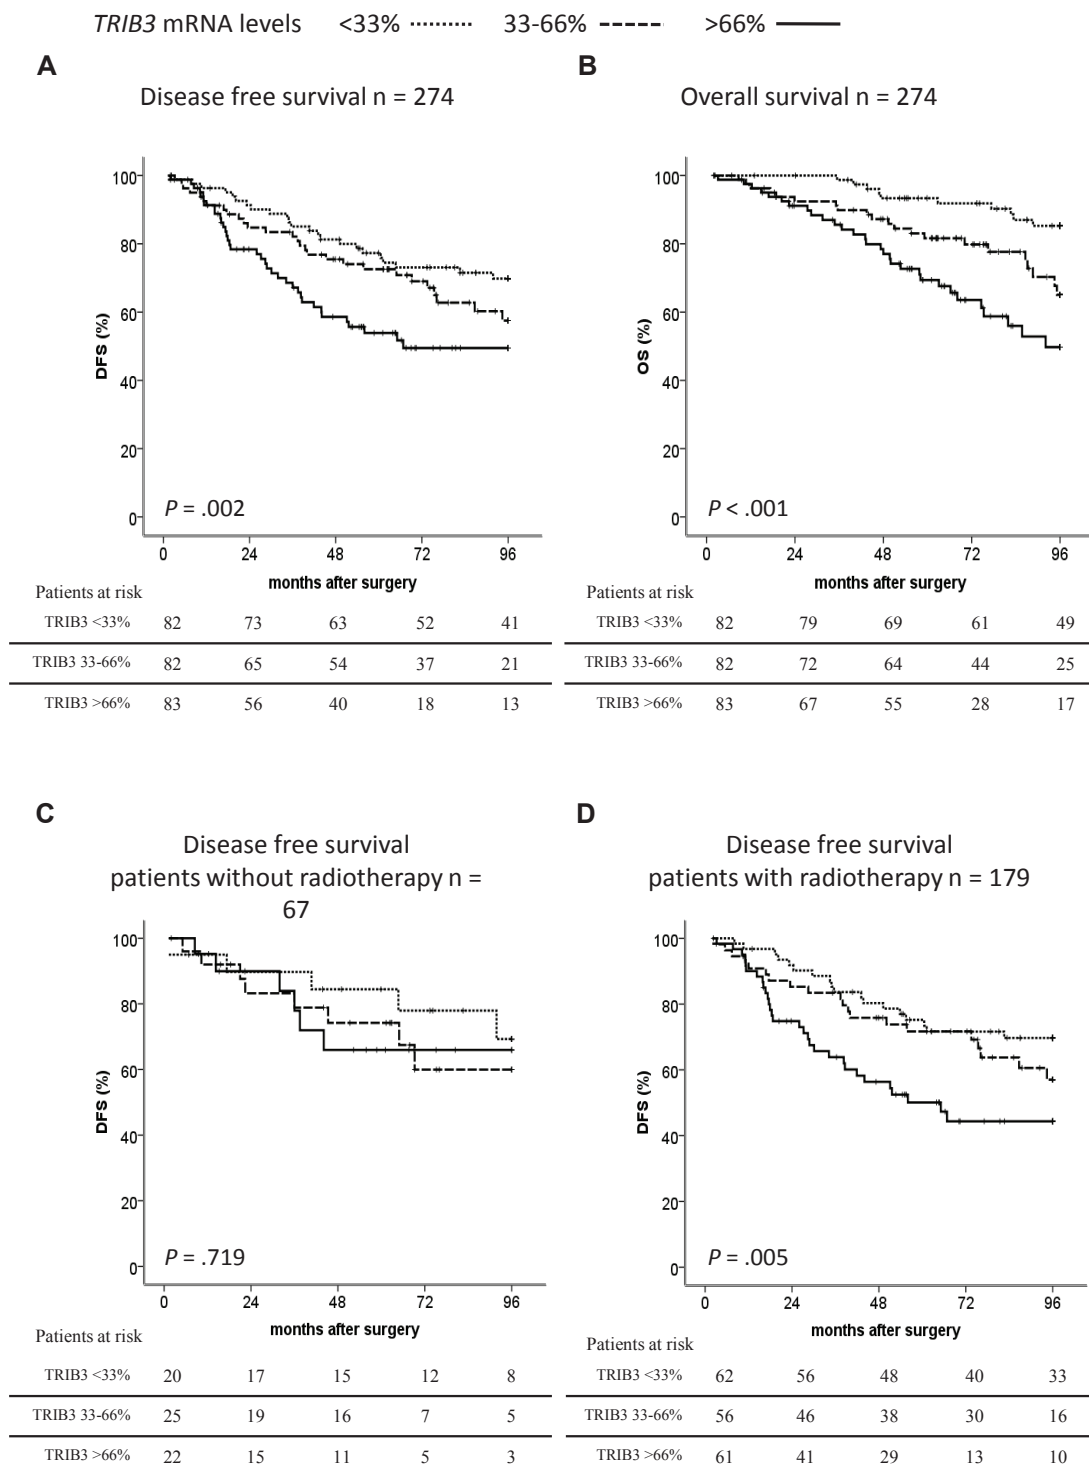 TRIB3 mRNA levels <33% 33-66% >66%
A
Disease free survival n = 274
100
80
60
40
20
0
DFS (%)
P = .002
0 24 48 72 96
months after surgery
Patients at risk
TRIB3 <33% 82 73 63 52 41
TRIB3 33-66% 82 65 54 37 21
TRIB3 >66% 83 56 40 18 13
B
Overall survival n = 274
100
80
60
40
20
0
OS (%)
P < .001
0 24 48 72 96
months after surgery
Patients at risk
TRIB3 <33% 82 79 69 61 49
TRIB3 33-66% 82 72 64 44 25
TRIB3 >66% 83 67 55 28 17
C
Disease free survival
patients without radiotherapy n =
67
100
80
60
40
20
0
DFS (%)
P = .719
0 24 48 72 96
months after surgery
Patients at risk
TRIB3 <33% 20 17 15 12 8
TRIB3 33-66% 25 19 16 7 5
TRIB3 >66% 22 15 11 5 3
D
Disease free survival
patients with radiotherapy n = 179
100
80
60
40
20
0
DFS (%)
P = .005
0 24 48 72 96
months after surgery
Patients at risk
TRIB3 <33% 62 56 48 40 33
TRIB3 33-66% 56 46 38 30 16
TRIB3 >66% 61 41 29 13 10